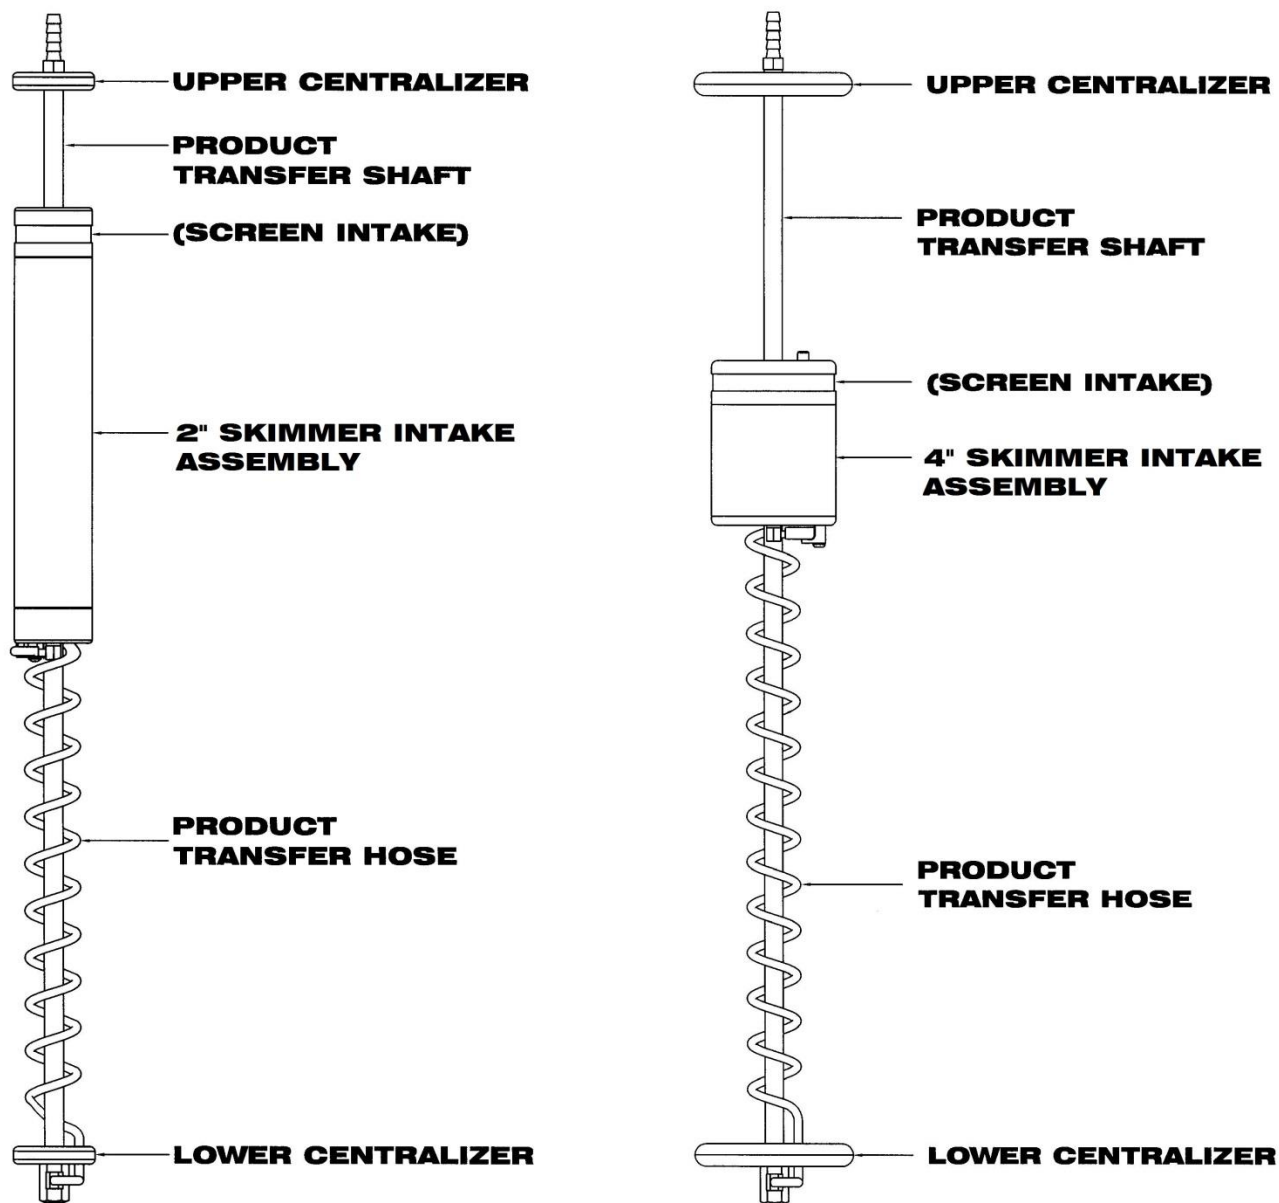 UPPER CENTRALIZER
PRODUCT
TRANSFER SHAFT
(SCREEN INTAKE)
2" SKIMMER INTAKE
ASSEMBLY
PRODUCT
TRANSFER HOSE
LOWER CENTRALIZER
UPPER CENTRALIZER
PRODUCT
TRANSFER SHAFT
(SCREEN INTAKE)
4" SKIMMER INTAKE
ASSEMBLY
PRODUCT
TRANSFER HOSE
LOWER CENTRALIZER